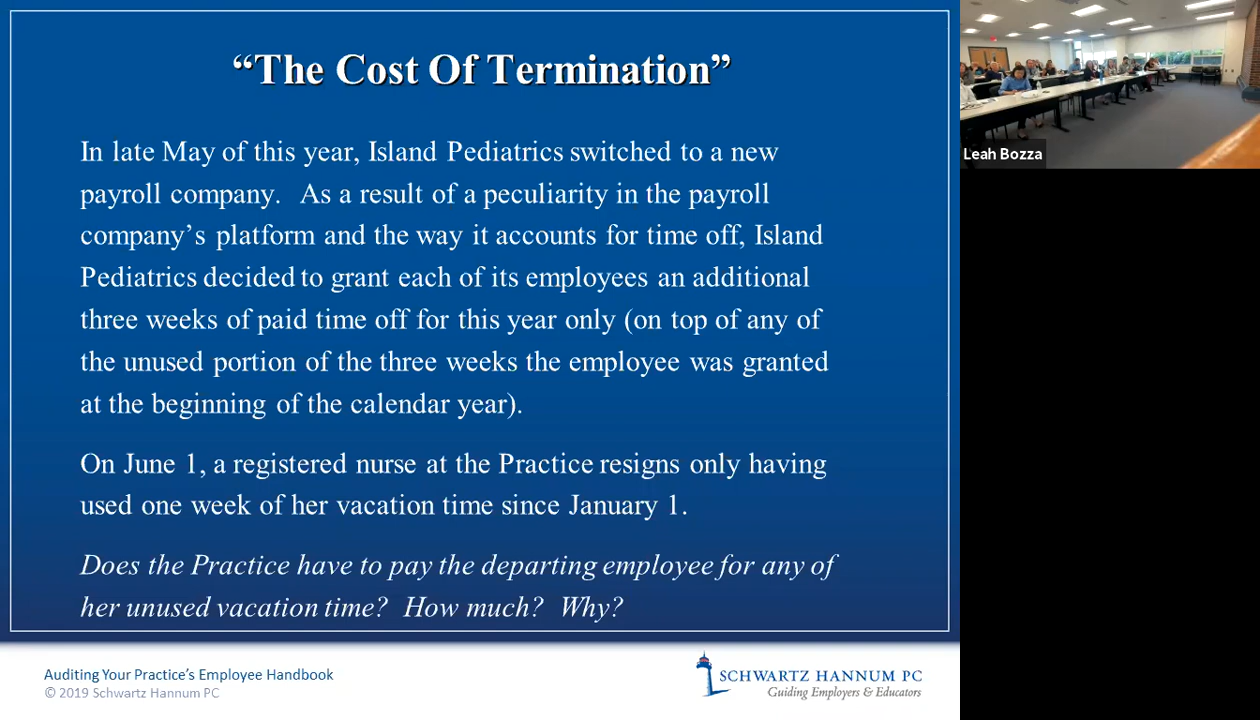 “The Cost Of Termination”
In late May of this year, Island Pediatrics switched to a new
payroll company. As a result of a peculiarity in the payroll
company’s platform and the way it accounts for time off, Island
Pediatrics decided to grant each of its employees an additional
three weeks of paid time off for this year only (on top of any of
the unused portion of the three weeks the employee was granted
at the beginning of the calendar year).
On June 1, a registered nurse at the Practice resigns only having
used one week of her vacation time since January 1.
Does the Practice have to pay the departing employee for any of
her unused vacation time? How much? Why?
Auditing Your Practice’s Employee Handbook
© 2019 Schwartz Hannum PC
SCHWARTZ HANNUM PC
Guiding Employers & Educators
Leah Bozza